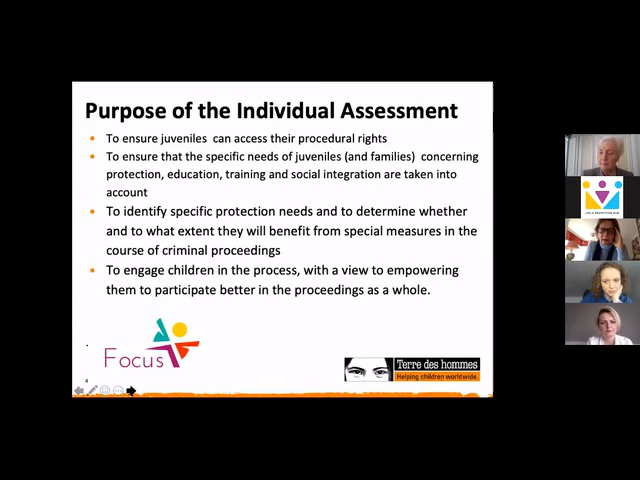 Purpose of the Individual Assessment
• To ensure juveniles can access their procedural rights
• To ensure that the specific needs of juveniles (and families) concerning
protection, education, training and social integration are taken into
account
• To identify specific protection needs and to determine whether
and to what extent they will benefit from special measures in the
course of criminal proceedings
• To engage children in the process, with a view to empowering
them to participate better in the proceedings as a whole.
Focus
Terre des hommes
Helping children worldwide.
4
CHILD PROTECTION HUB